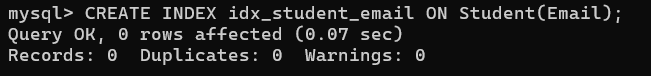 mysql> CREATE INDEX idx_student_email ON Student(Email);
Query OK, 0 rows affected (0.07 sec)
Records: 0  Duplicates: 0  Warnings: 0